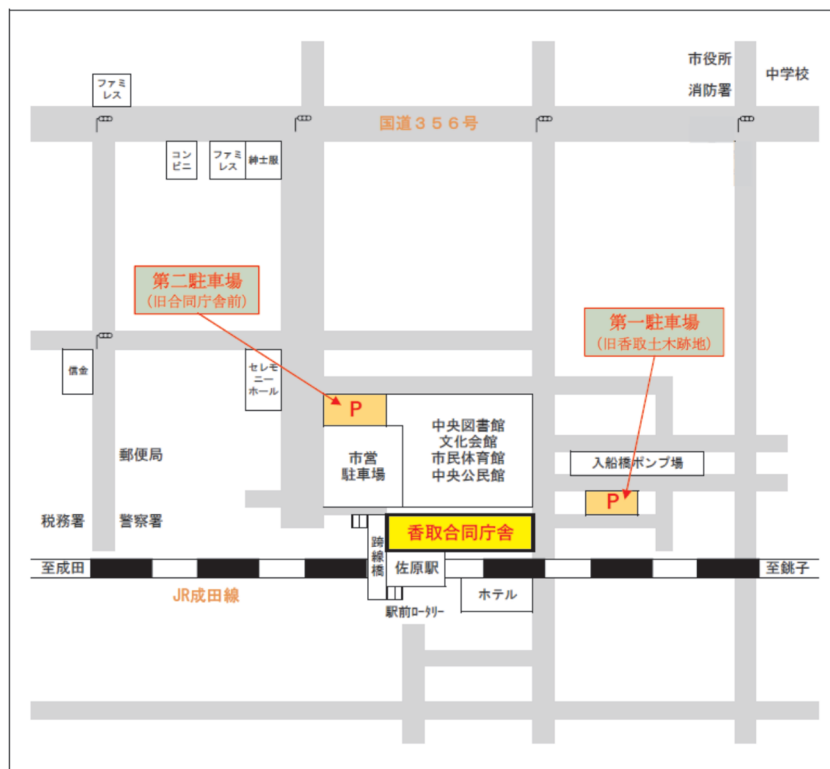 市役所
消防署
中学校
ファミ
レス
国道356号
コン
ビニ
ファミ
レス
紳士服
第二駐車場
(旧合同庁舎前)
第一駐車場
(旧香取土木跡地)
信金
セレモ
ニー
ホール
P
中央図書館
文化会館
市民体育館
中央公民館
市営
駐車場
郵便局
入船橋ポンプ場
P
税務署
警察署
香取合同庁舎
跨線橋
佐原駅
至成田
至銚子
JR成田線
ホテル
駅前ロータリー